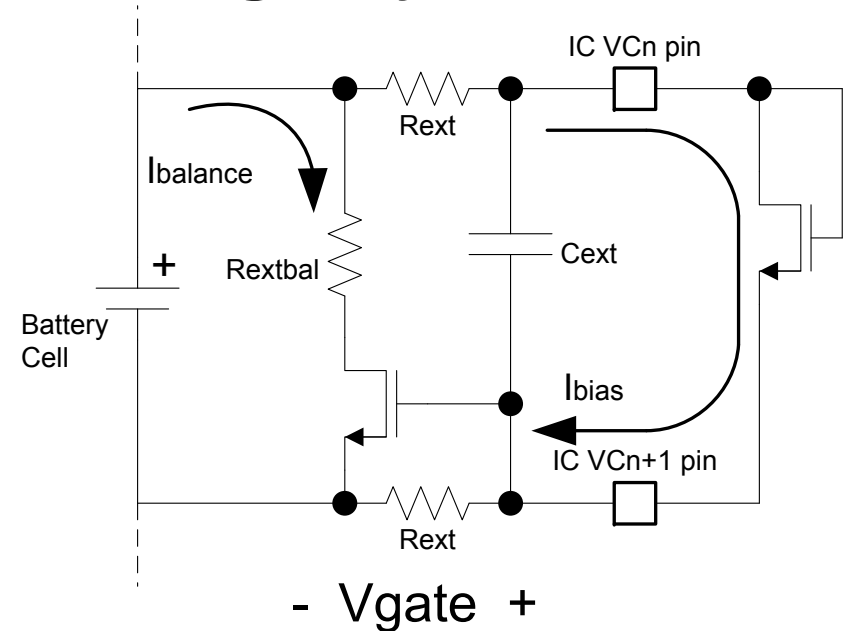 IC VCn pin
Rext
Ibalance
+
Rextbal
Cext
Battery
Cell
Ibias
IC VCn+1 pin
Rext
- Vgate +